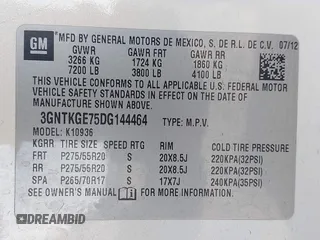 GM
MFD BY GENERAL MOTORS DE MEXICO, S. DE R.L. DE C.V. 07/12
GVWR GAWR FRT GAWR RR
3266 KG 1724 KG 1860 KG
7200 LB 3800 LB 4100 LB
THIS VEHICLE CONFORMS TO ALL APPLICABLE U.S. FEDERAL MOTOR
VEHICLE SAFETY STANDARDS IN EFFECT ON THE DATE OF
MANUFACTURE SHOWN ABOVE.
3GNTKGE75DG144464 TYPE: M.P.V.
MODEL: K10936
KGRR TIRE SIZE SPEED RTG RIM COLD TIRE PRESSURE
FRT P275/55R20 S 20X8.5J 220KPA(32PSI)
RR P275/55R20 S 20X8.5J 220KPA(32PSI)
SPA P265/70R17 S 17X7J 240KPA(35PSI)
SEE OWNER'S MANUAL
DREAMBID